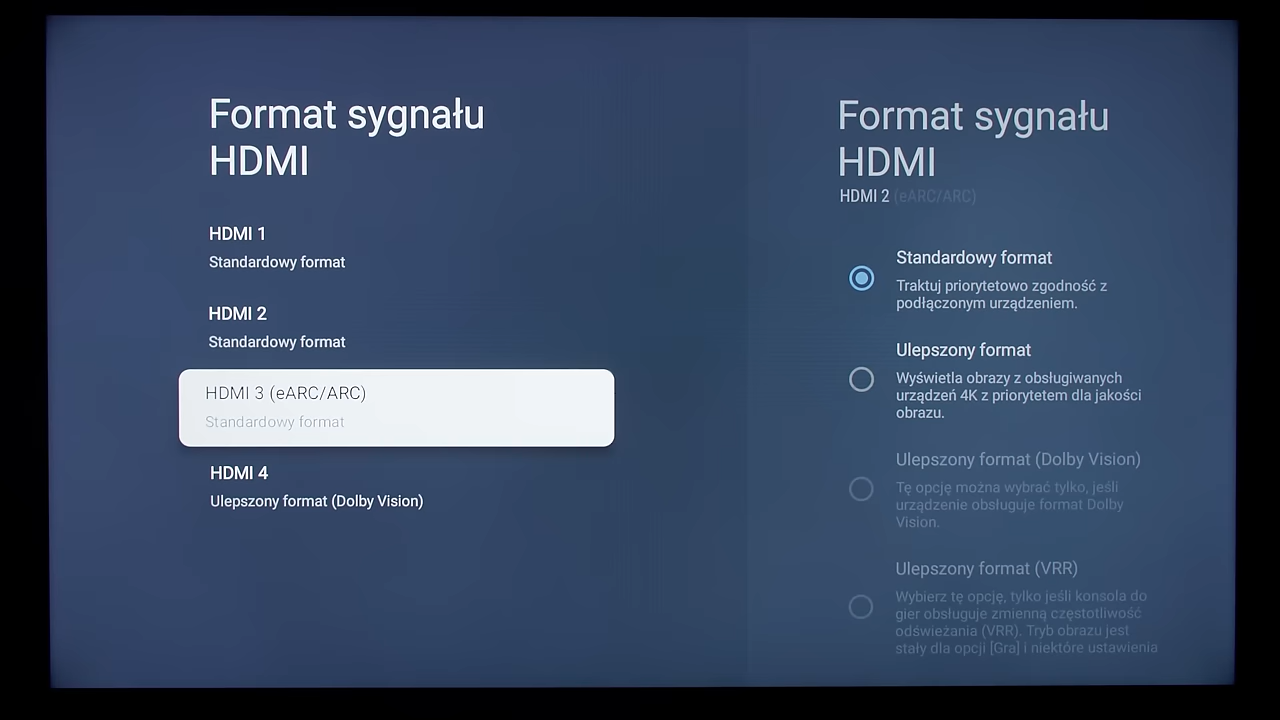 Format sygnału
HDMI
HDMI 1
Standardowy format
HDMI 2
Standardowy format
HDMI 3 (eARC/ARC)
Standardowy format
HDMI 4
Ulepszony format (Dolby Vision)
Format sygnału
HDMI
HDMI 2 (eARC/ARC)
Standardowy format
Traktuj priorytetowo zgodność z
podłączonym urządzeniem.
Ulepszony format
Wyświetla obrazy z obsługiwanych
urządzeń 4K z priorytetem dla jakości
obrazu.
Ulepszony format (Dolby Vision)
Tę opcję można wybrać tylko, jeśli
urządzenie obsługuje format Dolby
Vision.
Ulepszony format (VRR)
Wybierz tę opcję, tylko jeśli konsola do
gier obsługuje zmienną częstotliwość
odświeżania (VRR). Tryb obrazu jest
stały dla opcji [Gra] i niektóre ustawienia